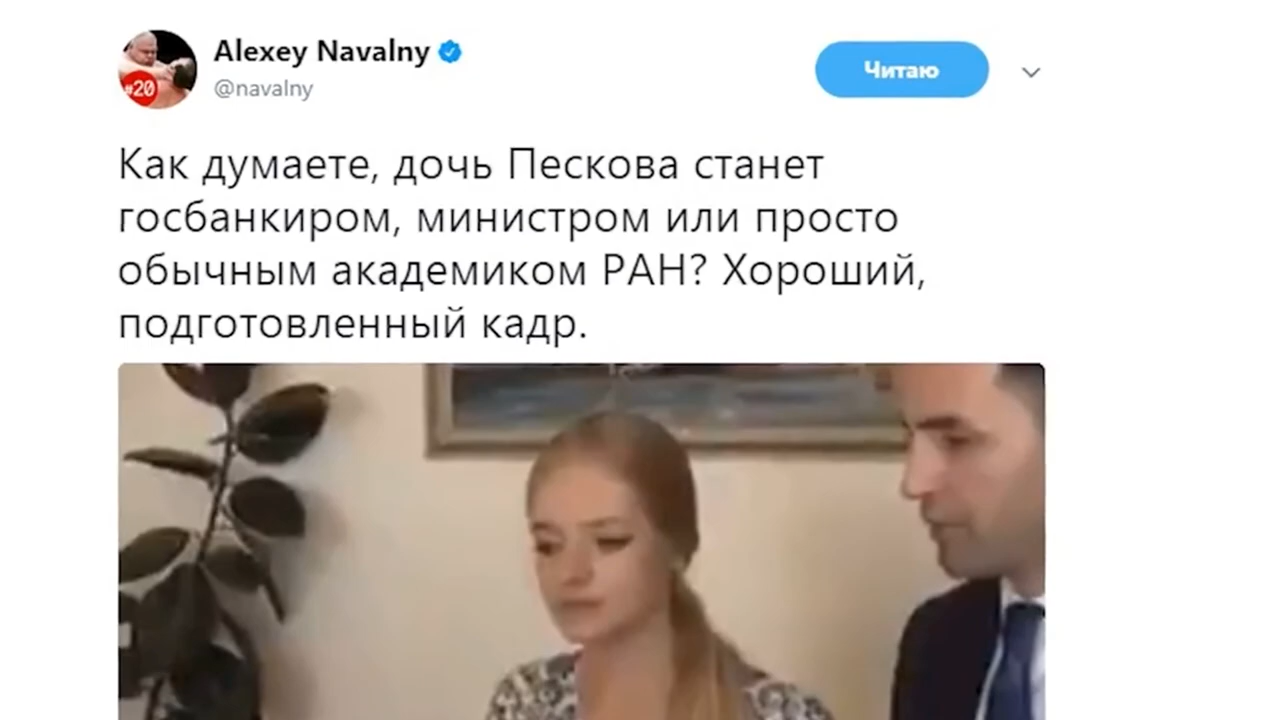 Alexey Navalny
@navalny
Читаю
#20
Как думаете, дочь Пескова станет
госбанкиром, министром или просто
обычным академиком РАН? Хороший,
подготовленный кадр.